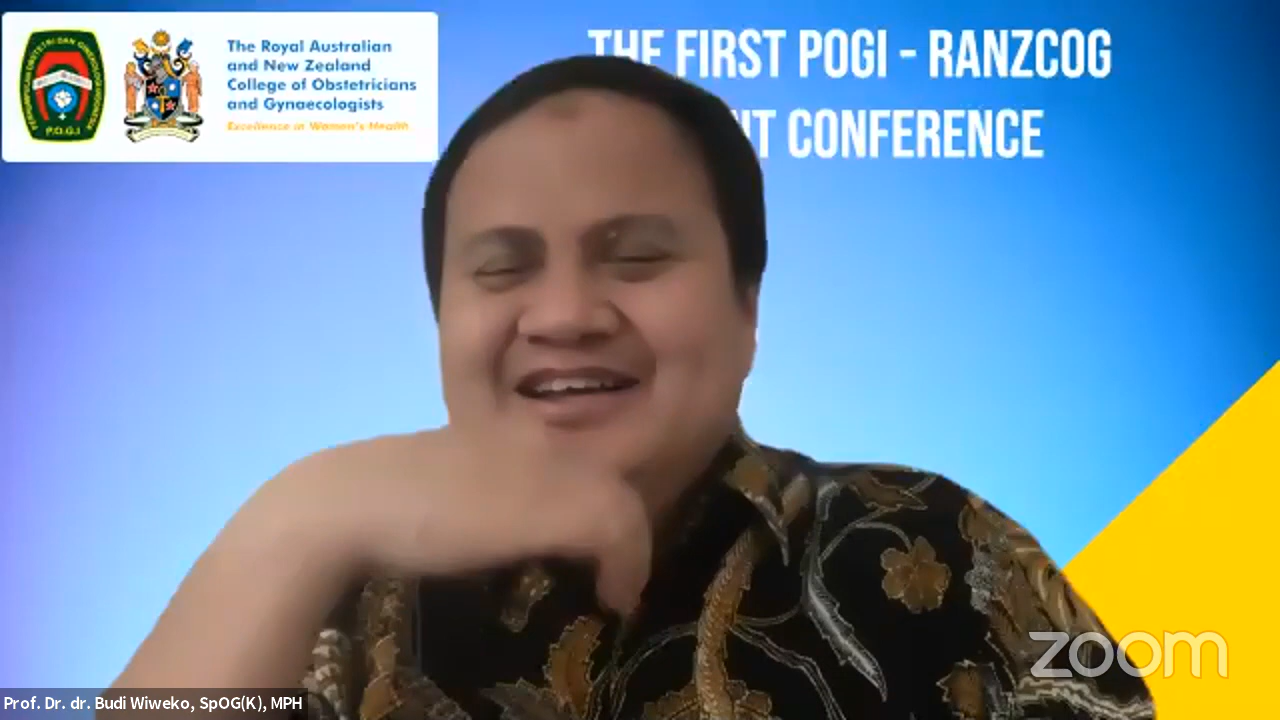 P.O.G.I
The Royal Australian
and New Zealand
College of Obstetricians
and Gynaecologists
Excellence in Women's Health
THE FIRST POGI - RANZCOG
NT CONFERENCE
zoom
Prof. Dr. dr. Budi Wiweko, SpOG(K), MPH